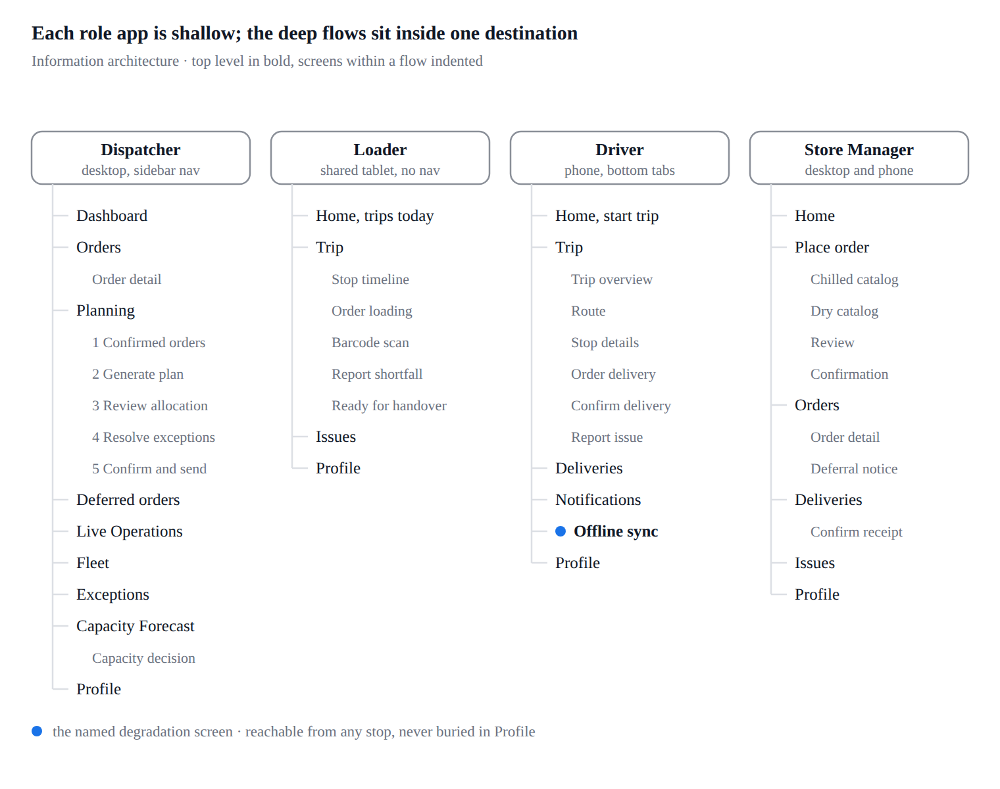 Each role app is shallow; the deep flows sit inside one destination
Information architecture · top level in bold, screens within a flow indented
Dispatcher
desktop, sidebar nav
Dashboard
Orders
Order detail
Planning
1 Confirmed orders
2 Generate plan
3 Review allocation
4 Resolve exceptions
5 Confirm and send
Deferred orders
Live Operations
Fleet
Exceptions
Capacity Forecast
Capacity decision
Profile
Loader
shared tablet, no nav
Home, trips today
Trip
Stop timeline
Order loading
Barcode scan
Report shortfall
Ready for handover
Issues
Profile
Driver
phone, bottom tabs
Home, start trip
Trip
Trip overview
Route
Stop details
Order delivery
Confirm delivery
Report issue
Deliveries
Notifications
Offline sync
Profile
Store Manager
desktop and phone
Home
Place order
Chilled catalog
Dry catalog
Review
Confirmation
Orders
Order detail
Deferral notice
Deliveries
Confirm receipt
Issues
Profile
the named degradation screen · reachable from any stop, never buried in Profile